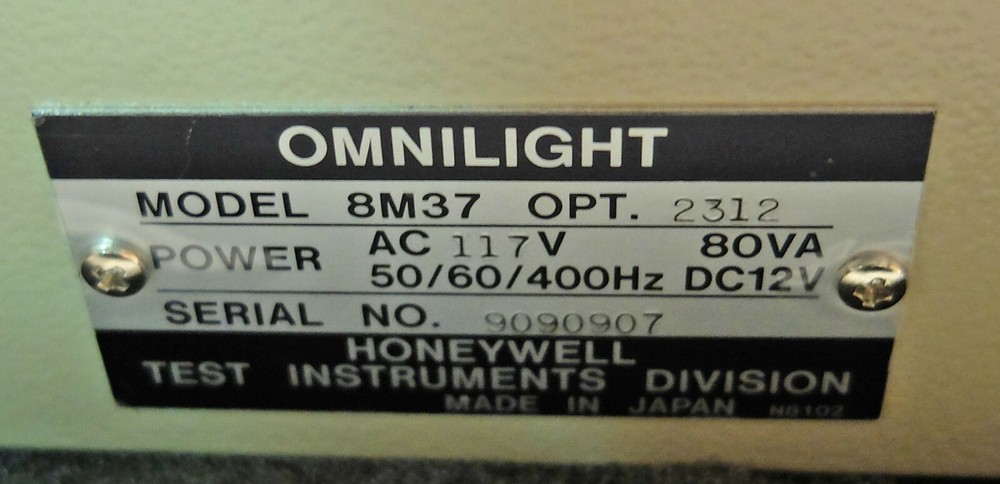 OMNILIGHT
MODEL 8M37 OPT. 2312
POWER AC 117V 80VA
50/60/400Hz DC12V
SERIAL NO. 9090907
HONEYWELL
TEST INSTRUMENTS DIVISION
MADE IN JAPAN N8102